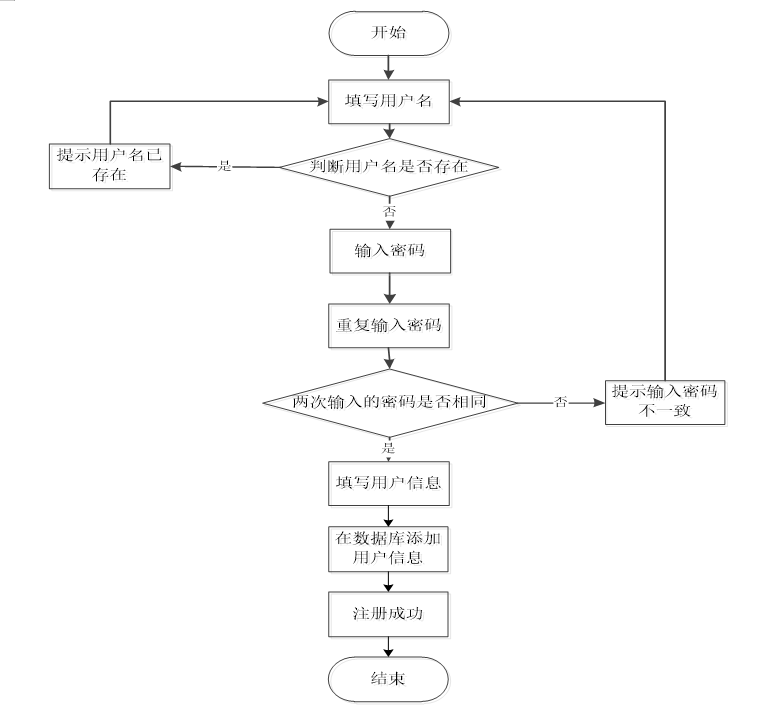 开始
填写用户名
提示用户名已
存在
是
判断用户名是否存在
否
输入密码
重复输入密码
两次输入的密码是否相同
否
提示输入密码
不一致
是
填写用户信息
在数据库添加
用户信息
注册成功
结束